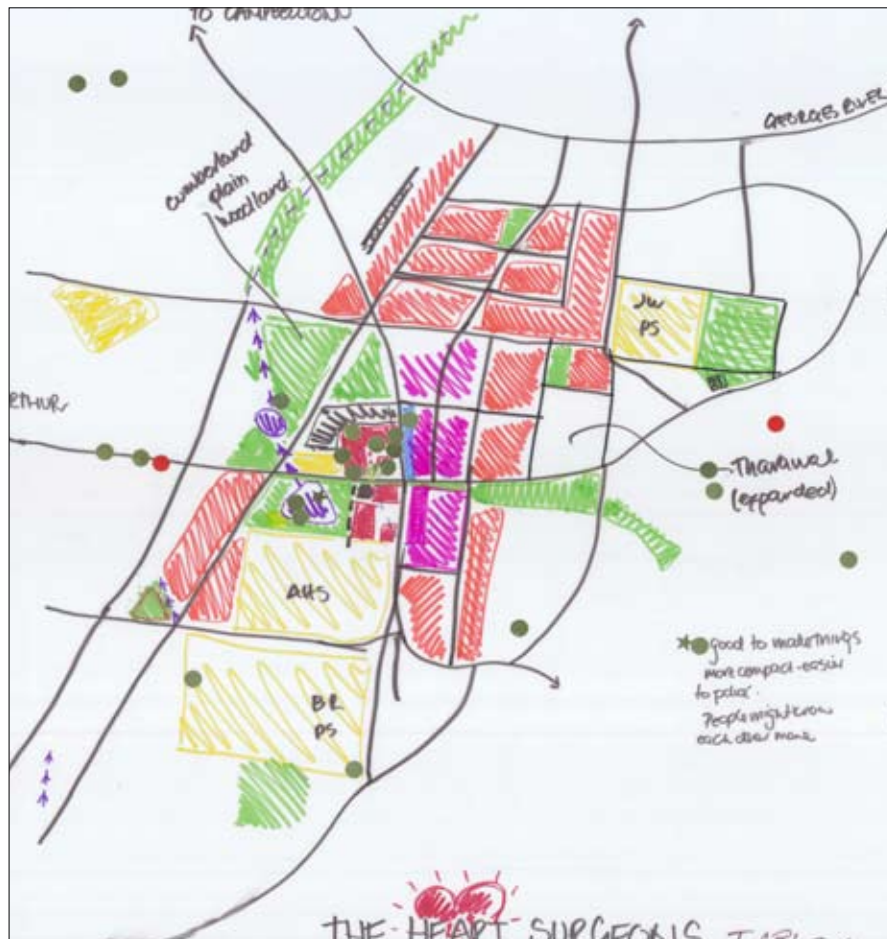 TO CAMPBELLTOWN
GEORGES RIVER
cumberland
plain
woodland
JW
PS
RTHUR
Tharawal
(expanded)
AHS
good to make things
more compact-easier
to police.
People might know
each other more
BR
PS
THE HEART SURGEONS